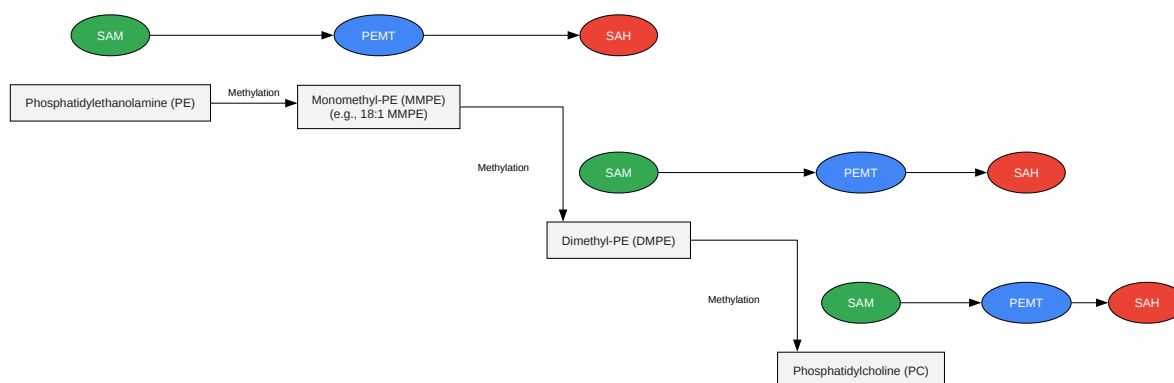 SAM
PEMT
SAH
Phosphatidylethanolamine (PE)
Methylation
Monomethyl-PE (MMPE)
(e.g., 18:1 MMPE)
Methylation
SAM
PEMT
SAH
Dimethyl-PE (DMPE)
Methylation
SAM
PEMT
SAH
Phosphatidylcholine (PC)